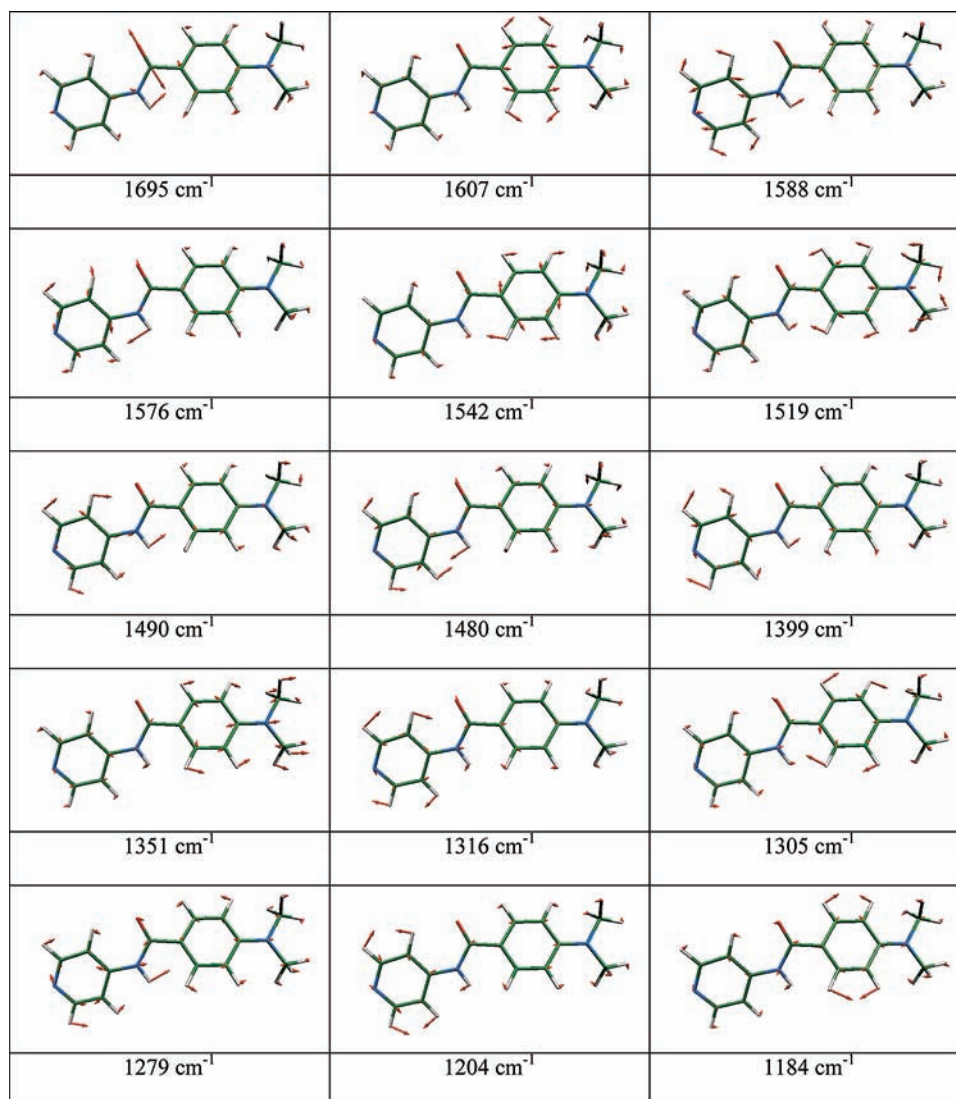 1695 cm⁻¹ 1607 cm⁻¹ 1588 cm⁻¹
1576 cm⁻¹ 1542 cm⁻¹ 1519 cm⁻¹
1490 cm⁻¹ 1480 cm⁻¹ 1399 cm⁻¹
1351 cm⁻¹ 1316 cm⁻¹ 1305 cm⁻¹
1279 cm⁻¹ 1204 cm⁻¹ 1184 cm⁻¹